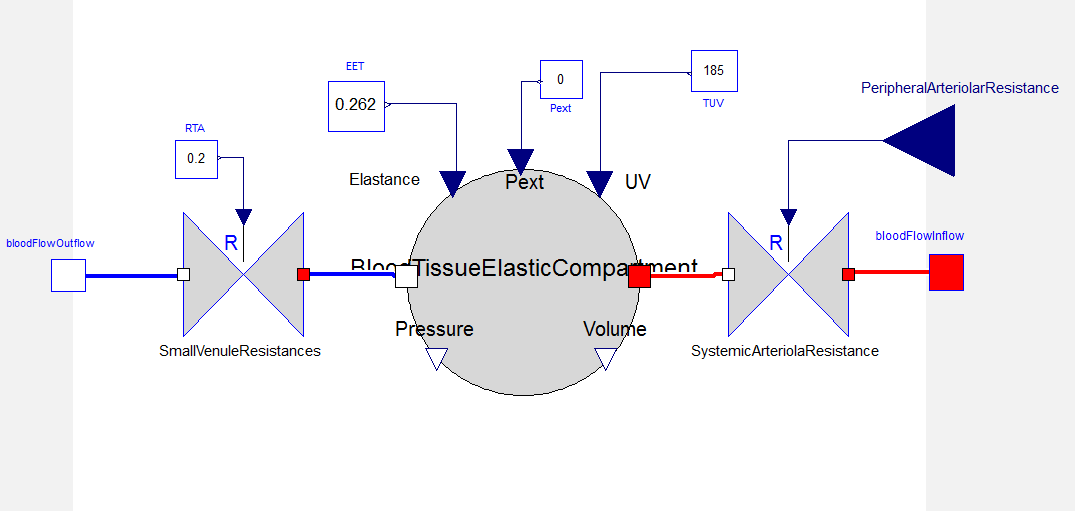 EET
0.262
0
Pext
185
TUV
PeripheralArteriolarResistance
RTA
0.2
Elastance
Pext
UV
R
R
bloodFlowOutflow
bloodFlowInflow
BloodTissueElasticCompartment
Pressure
Volume
SmallVenuleResistances
SystemicArteriolaResistance